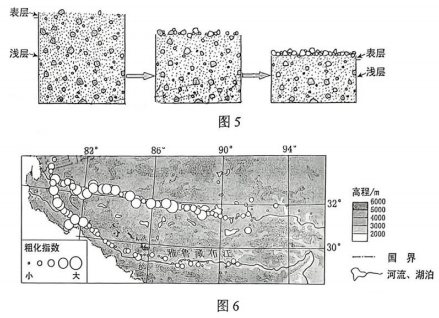 表层
浅层
表层
浅层
图5
82°
86°
90°
94°
32°
30°
雅鲁藏布江
粗化指数
小
大
高程/m
6000
5000
4000
3000
2000
国界
河流、湖泊
图6